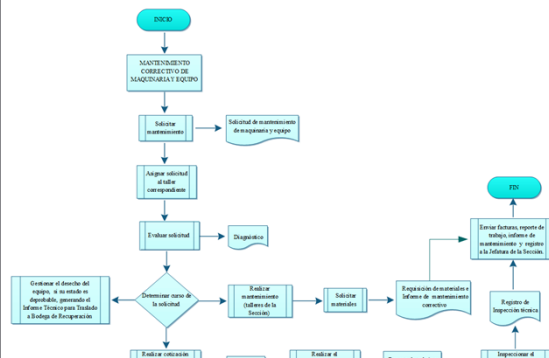 INICIO
MANTENIMIENTO
CORRECTIVO DE
MAQUINARIA Y EQUIPO
Solicitar
mantenimiento
Solicitud de mantenimiento
de maquinaria y equipo
Asignar solicitud
al taller
correspondiente
Evaluar solicitud
Diagnóstico
FIN
Enviar facturas, reporte de
trabajo, informe de
mantenimiento y registro
a la Jefatura de la Sección.
Gestionar el derecho del
equipo, si su estado es
deprobable, generando el
Informe Técnico para Traslado
a Bodega de Recuperación
Determinar curso de
la solicitud
Realizar
mantenimiento
(talleres de la
Sección)
Solicitar
materiales
Requisición de materiales e
Informe de mantenimiento
correctivo
Registro de
Inspección técnica
Realizar cotización
Realizar el
Inspeccionar el